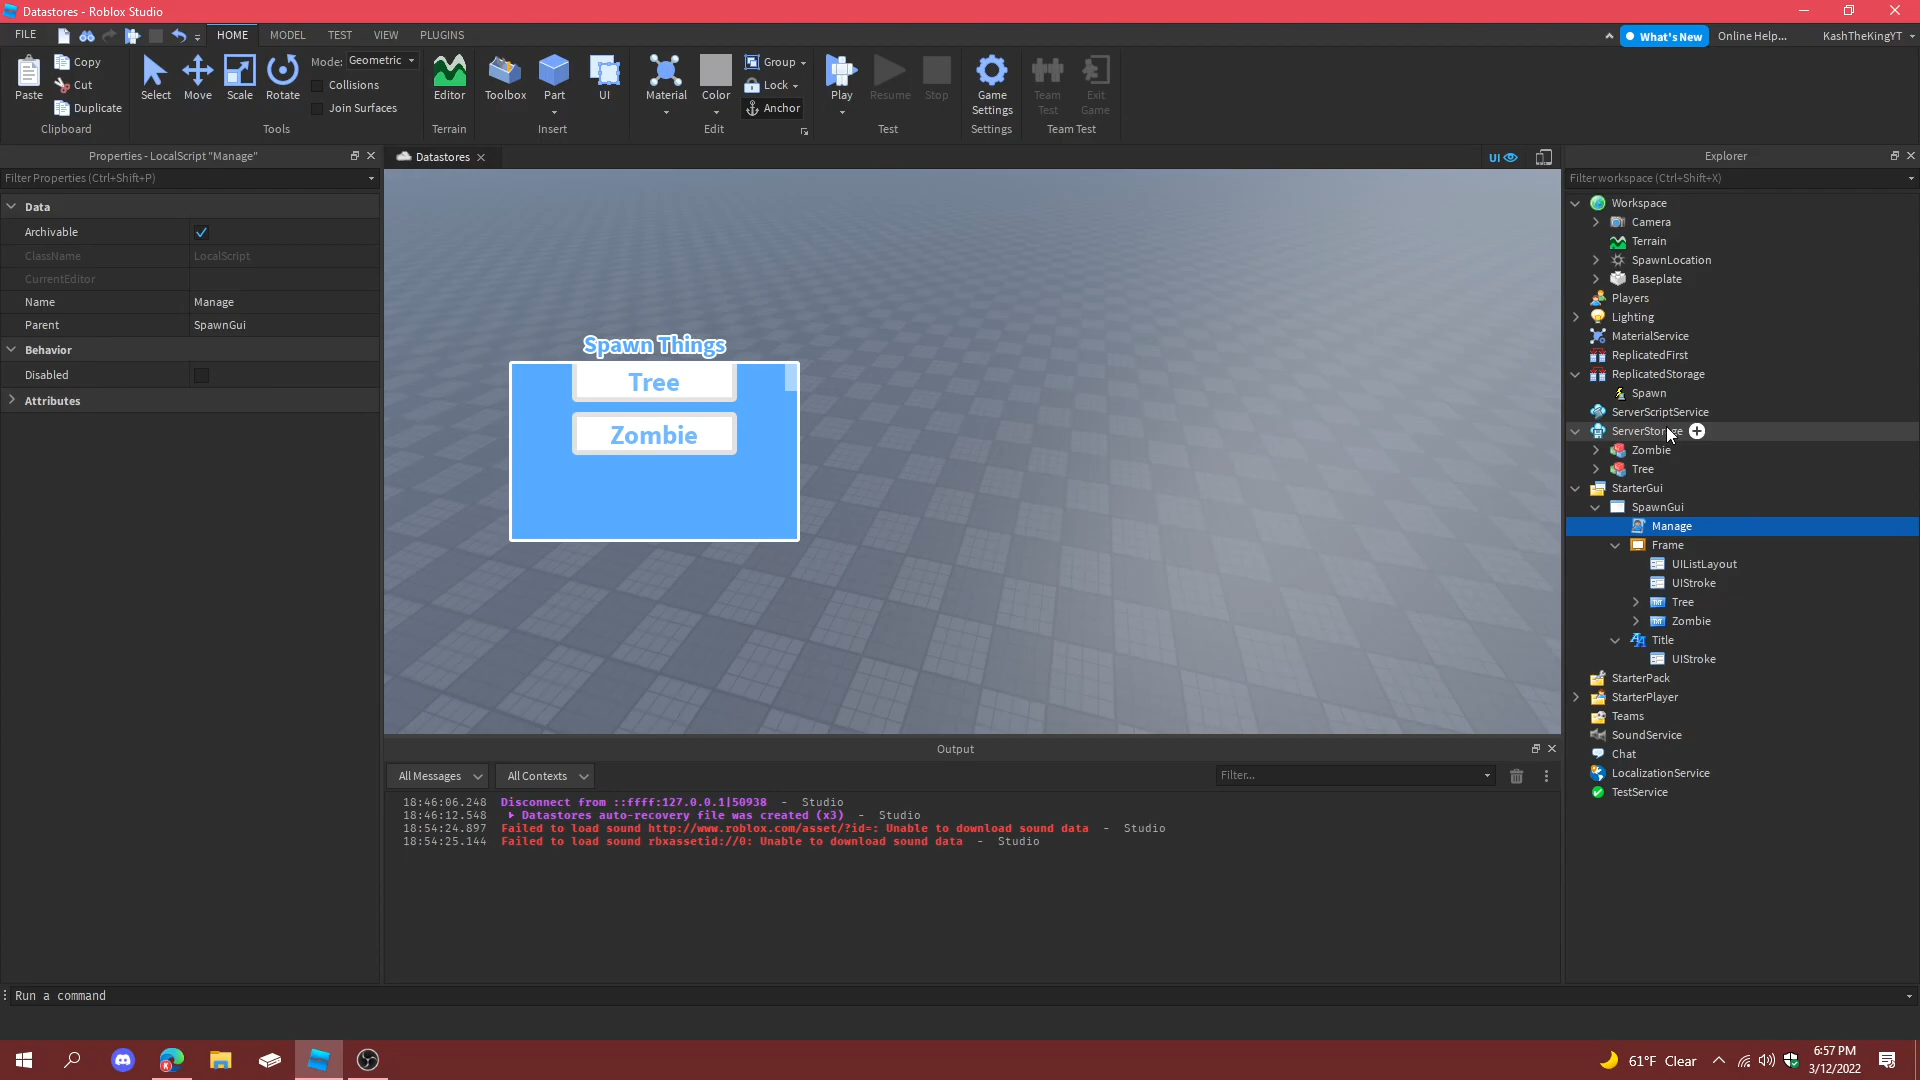 Datastores - Roblox Studio
FILE HOME MODEL TEST VIEW PLUGINS What's New Online Help... KashTheKingYT
Paste Copy Cut Duplicate Clipboard
Select Move Scale Rotate Mode: Geometric Collisions Join Surfaces Tools
Editor Terrain
Toolbox Part UI Insert
Material Color Group Lock Anchor Edit
Play Resume Stop Test
Game Settings Settings
Team Test Exit Game Team Test
Properties - LocalScript "Manage"
Filter Properties (Ctrl+Shift+P)
Data
Archivable
ClassName LocalScript
CurrentEditor
Name Manage
Parent SpawnGui
Behavior
Disabled
Attributes
Datastores
UI
Spawn Things
Tree
Zombie
Output
All Messages All Contexts Filter...
18:46:06.248 Disconnect from ::ffff:127.0.0.1|50938 - Studio
18:46:12.548 Datastores auto-recovery file was created (x3) - Studio
18:54:24.897 Failed to load sound http://www.roblox.com/asset/?id=: Unable to download sound data - Studio
18:54:25.144 Failed to load sound rbxassetid://0: Unable to download sound data - Studio
Explorer
Filter workspace (Ctrl+Shift+X)
Workspace
Camera
Terrain
SpawnLocation
Baseplate
Players
Lighting
MaterialService
ReplicatedFirst
ReplicatedStorage
Spawn
ServerScriptService
ServerStorage
Zombie
Tree
StarterGui
SpawnGui
Manage
Frame
UIListLayout
UIStroke
Tree
Zombie
Title
UIStroke
StarterPack
StarterPlayer
Teams
SoundService
Chat
LocalizationService
TestService
Run a command
61°F Clear
6:57 PM
3/12/2022